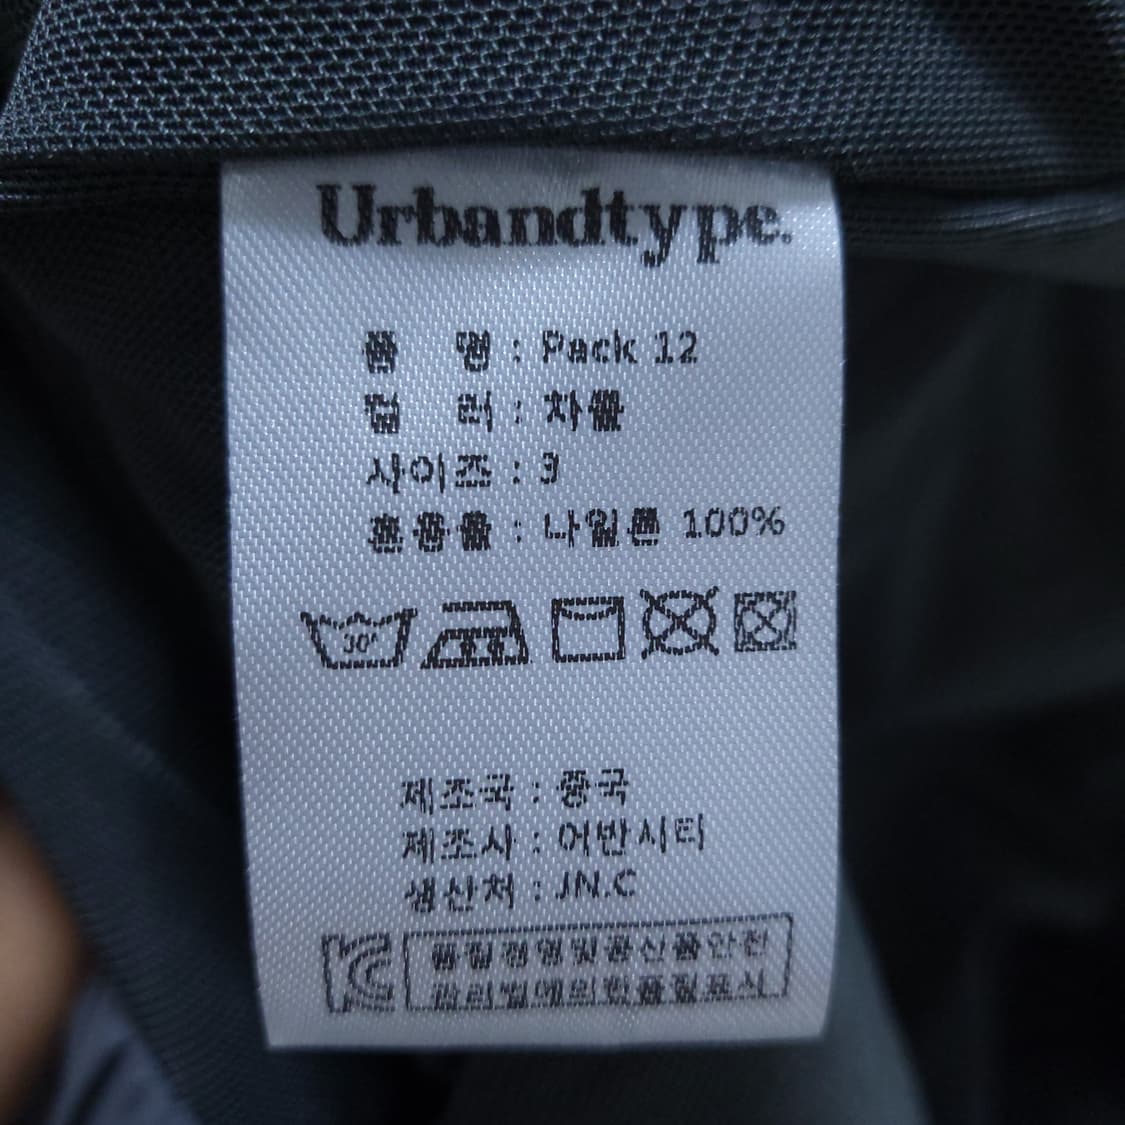 Urbandtype.
품 명 : Pack 12
컬 러 : 차콜
사이즈 : 3
혼용율 : 나일론 100%
30°
제조국 : 중국
제조사 : 어반시티
생산처 : JN.C
품질경영및공산품안전
관리법에의한품질표시